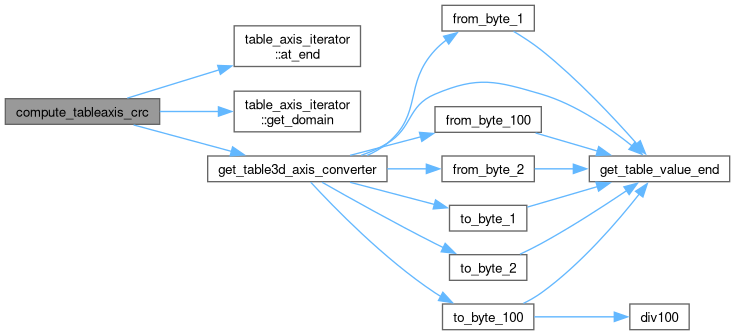 compute_tableaxis_crc
table_axis_iterator
::at_end
table_axis_iterator
::get_domain
get_table3d_axis_converter
from_byte_1
from_byte_100
from_byte_2
to_byte_1
to_byte_2
to_byte_100
get_table_value_end
div100